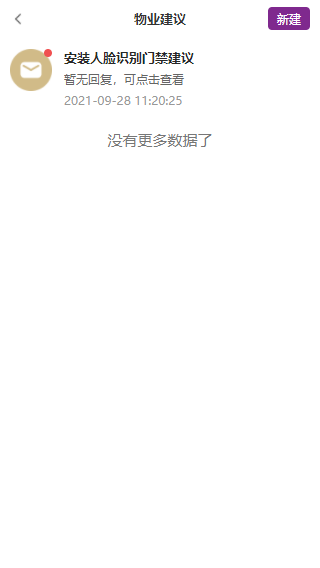 物业建议
新建
安装人脸识别门禁建议
暂无回复，可点击查看
2021-09-28 11:20:25
没有更多数据了